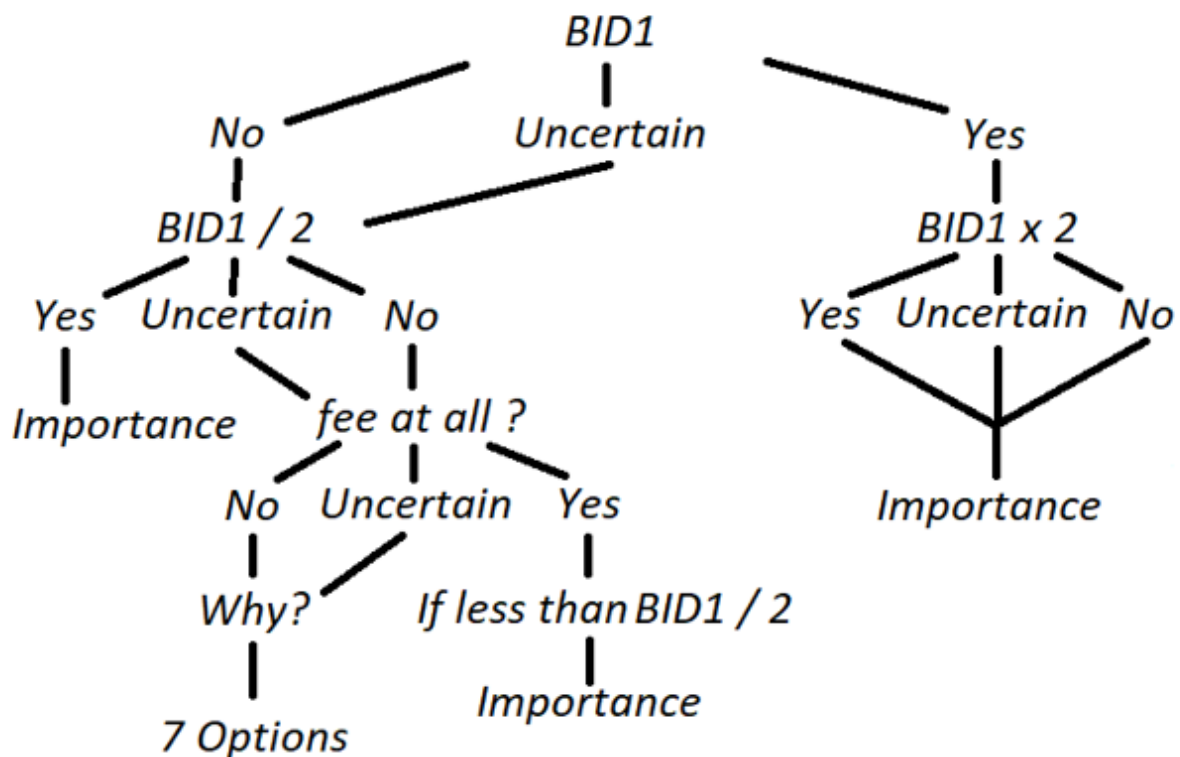 BID1
No
Uncertain
Yes
BID1 / 2
BID1 x 2
Yes
Uncertain
No
Yes
Uncertain
No
Importance
fee at all ?
No
Uncertain
Yes
Importance
Why?
If less than BID1 / 2
Importance
7 Options